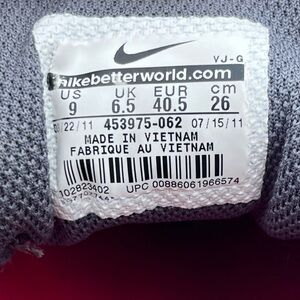 VJ-G
nikebetterworld.com
US UK EUR cm
9 6.5 40.5 26
/22/11 453975-062 07/15/11
MADE IN VIETNAM
FABRIQUE AU VIETNAM
102823402 UPC 00886061966574